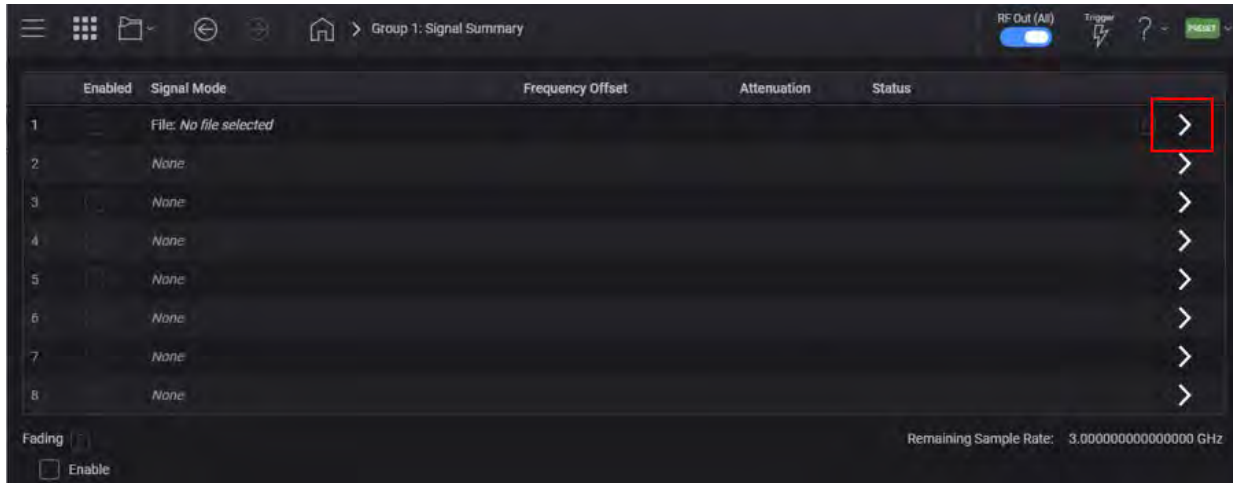 Group 1: Signal Summary
RF Out (All)
Trigger
?
PRESET
Enabled Signal Mode Frequency Offset Attenuation Status
1 File: No file selected
2 None
3 None
4 None
5 None
6 None
7 None
8 None
Fading
Remaining Sample Rate: 3.000000000000000 GHz
Enable